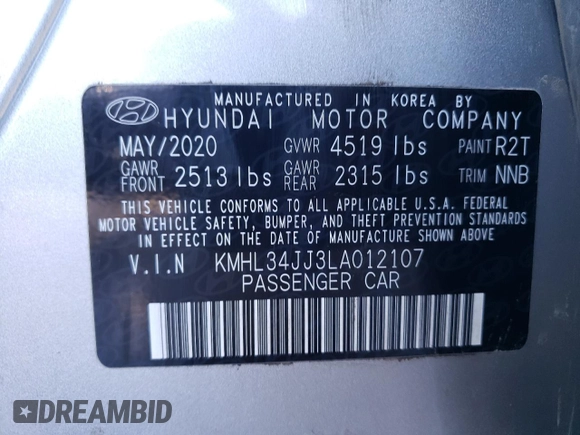 MANUFACTURED IN KOREA BY
HYUNDAI MOTOR COMPANY
MAY/2020 GVWR 4519 lbs PAINT R2T
GAWR FRONT 2513 lbs GAWR REAR 2315 lbs TRIM NNB
THIS VEHICLE CONFORMS TO ALL APPLICABLE U.S.A. FEDERAL
MOTOR VEHICLE SAFETY, BUMPER, AND THEFT PREVENTION STANDARDS
IN EFFECT ON THE DATE OF MANUFACTURE SHOWN ABOVE.
V.I.N KMHL34JJ3LA012107
PASSENGER CAR
$DREAMBID